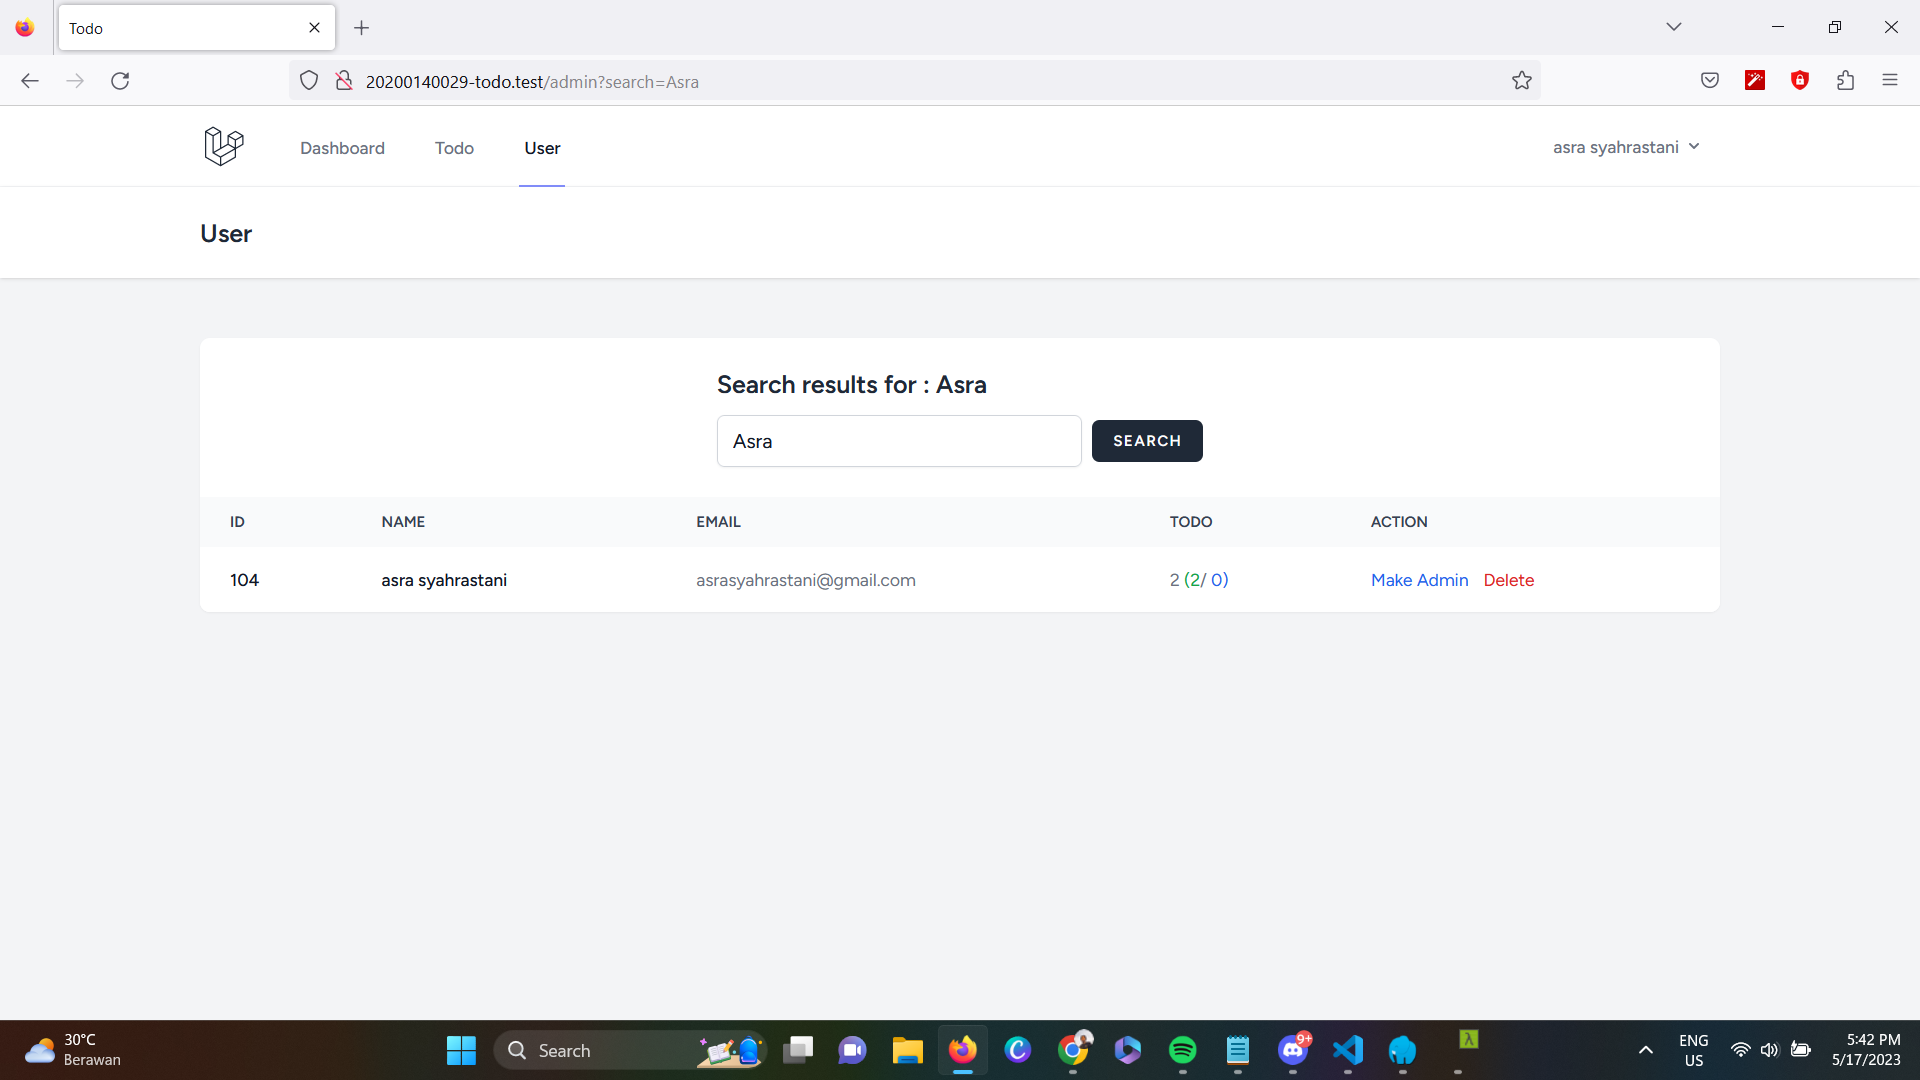 Todo
20200140029-todo.test/admin?search=Asra
Dashboard Todo User asra syahrastani
User
Search results for : Asra
Asra SEARCH
ID NAME EMAIL TODO ACTION
104 asra syahrastani asrasyahrastani@gmail.com 2 (2/ 0) Make Admin Delete
30°C
Berawan
Search
9+
ENG
US
5:42 PM
5/17/2023